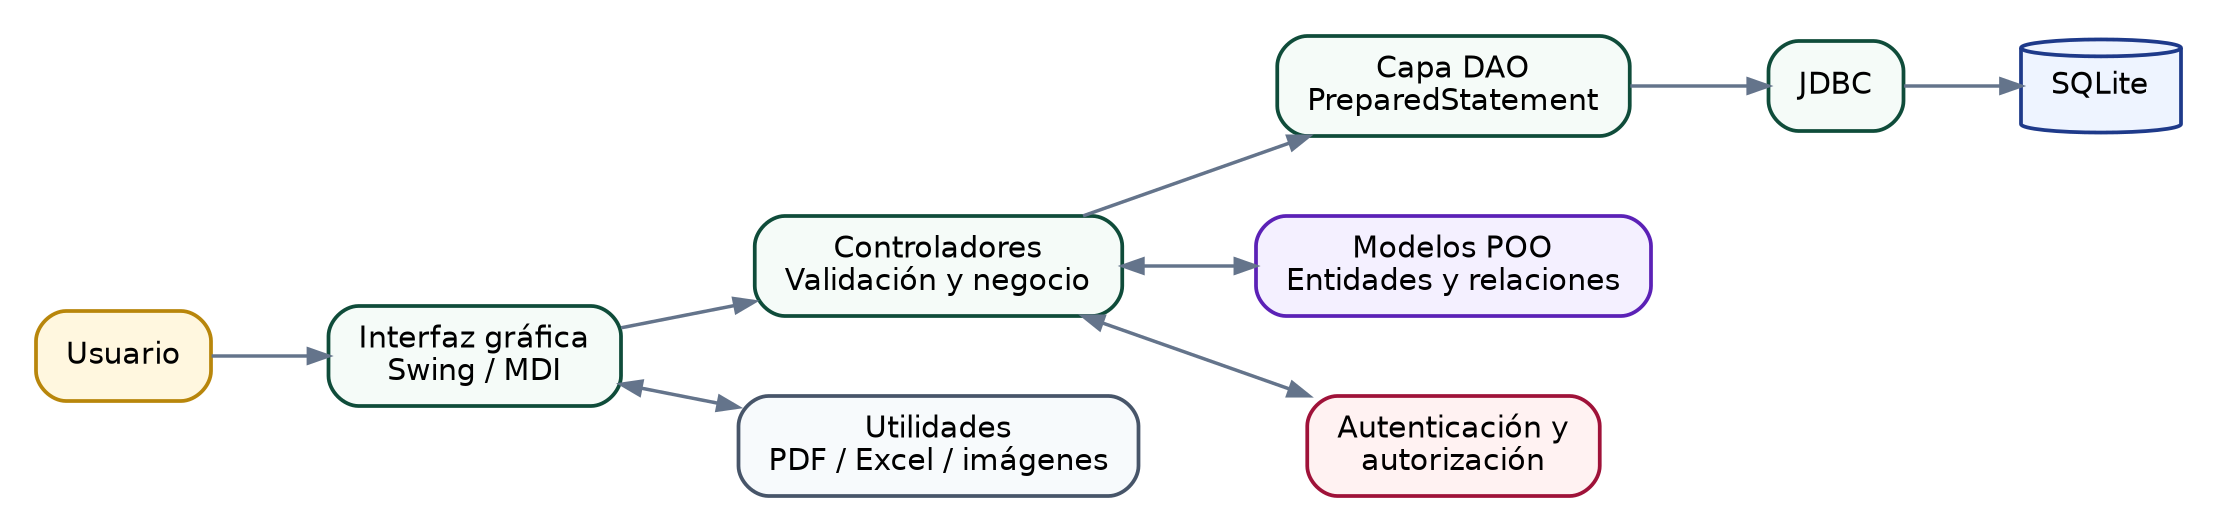 Usuario
Interfaz gráfica
Swing / MDI
Controladores
Validación y negocio
Utilidades
PDF / Excel / imágenes
Capa DAO
PreparedStatement
Modelos POO
Entidades y relaciones
Autenticación y
autorización
JDBC
SQLite